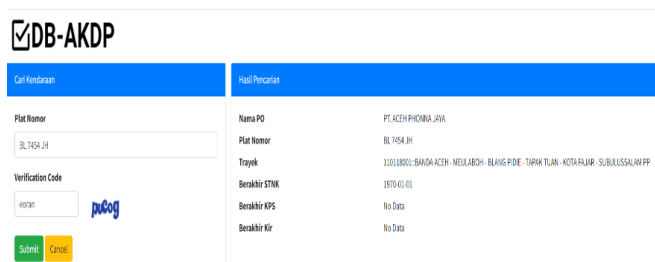 DB-AKDP
Cari Kendaraan
Plat Nomor
BL 7454 JH
Verification Code
eoran
pucog
Submit Cancel
Hasil Pencarian
Nama PO PT. ACEH PHONNA JAYA
Plat Nomor BL 7454 JH
Trayek 110118001::BANDA ACEH - MEULABOH - BLANG PIDIE - TAPAK TUAN - KOTA FAJAR - SUBULUSSALAM PP
Berakhir STNK 1970-01-01
Berakhir KPS No Data
Berakhir Kir No Data